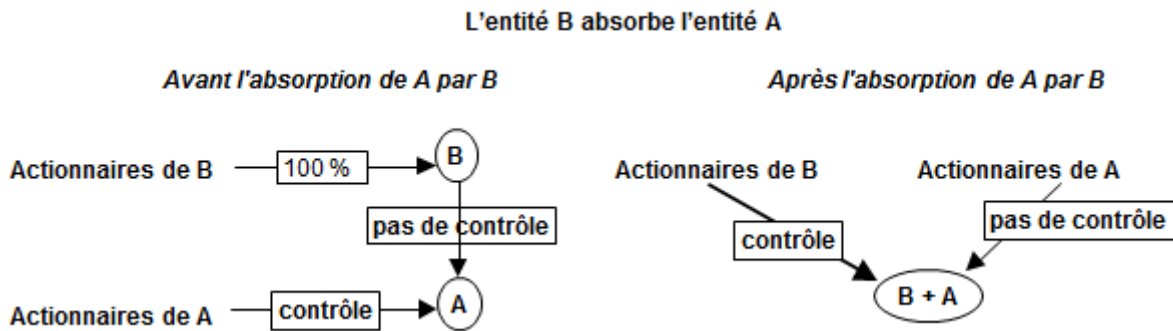 L'entité B absorbe l'entité A
Avant l'absorption de A par B
Après l'absorption de A par B
Actionnaires de B
100 %
B
pas de contrôle
Actionnaires de A
contrôle
A
Actionnaires de B
Actionnaires de A
contrôle
pas de contrôle
B + A